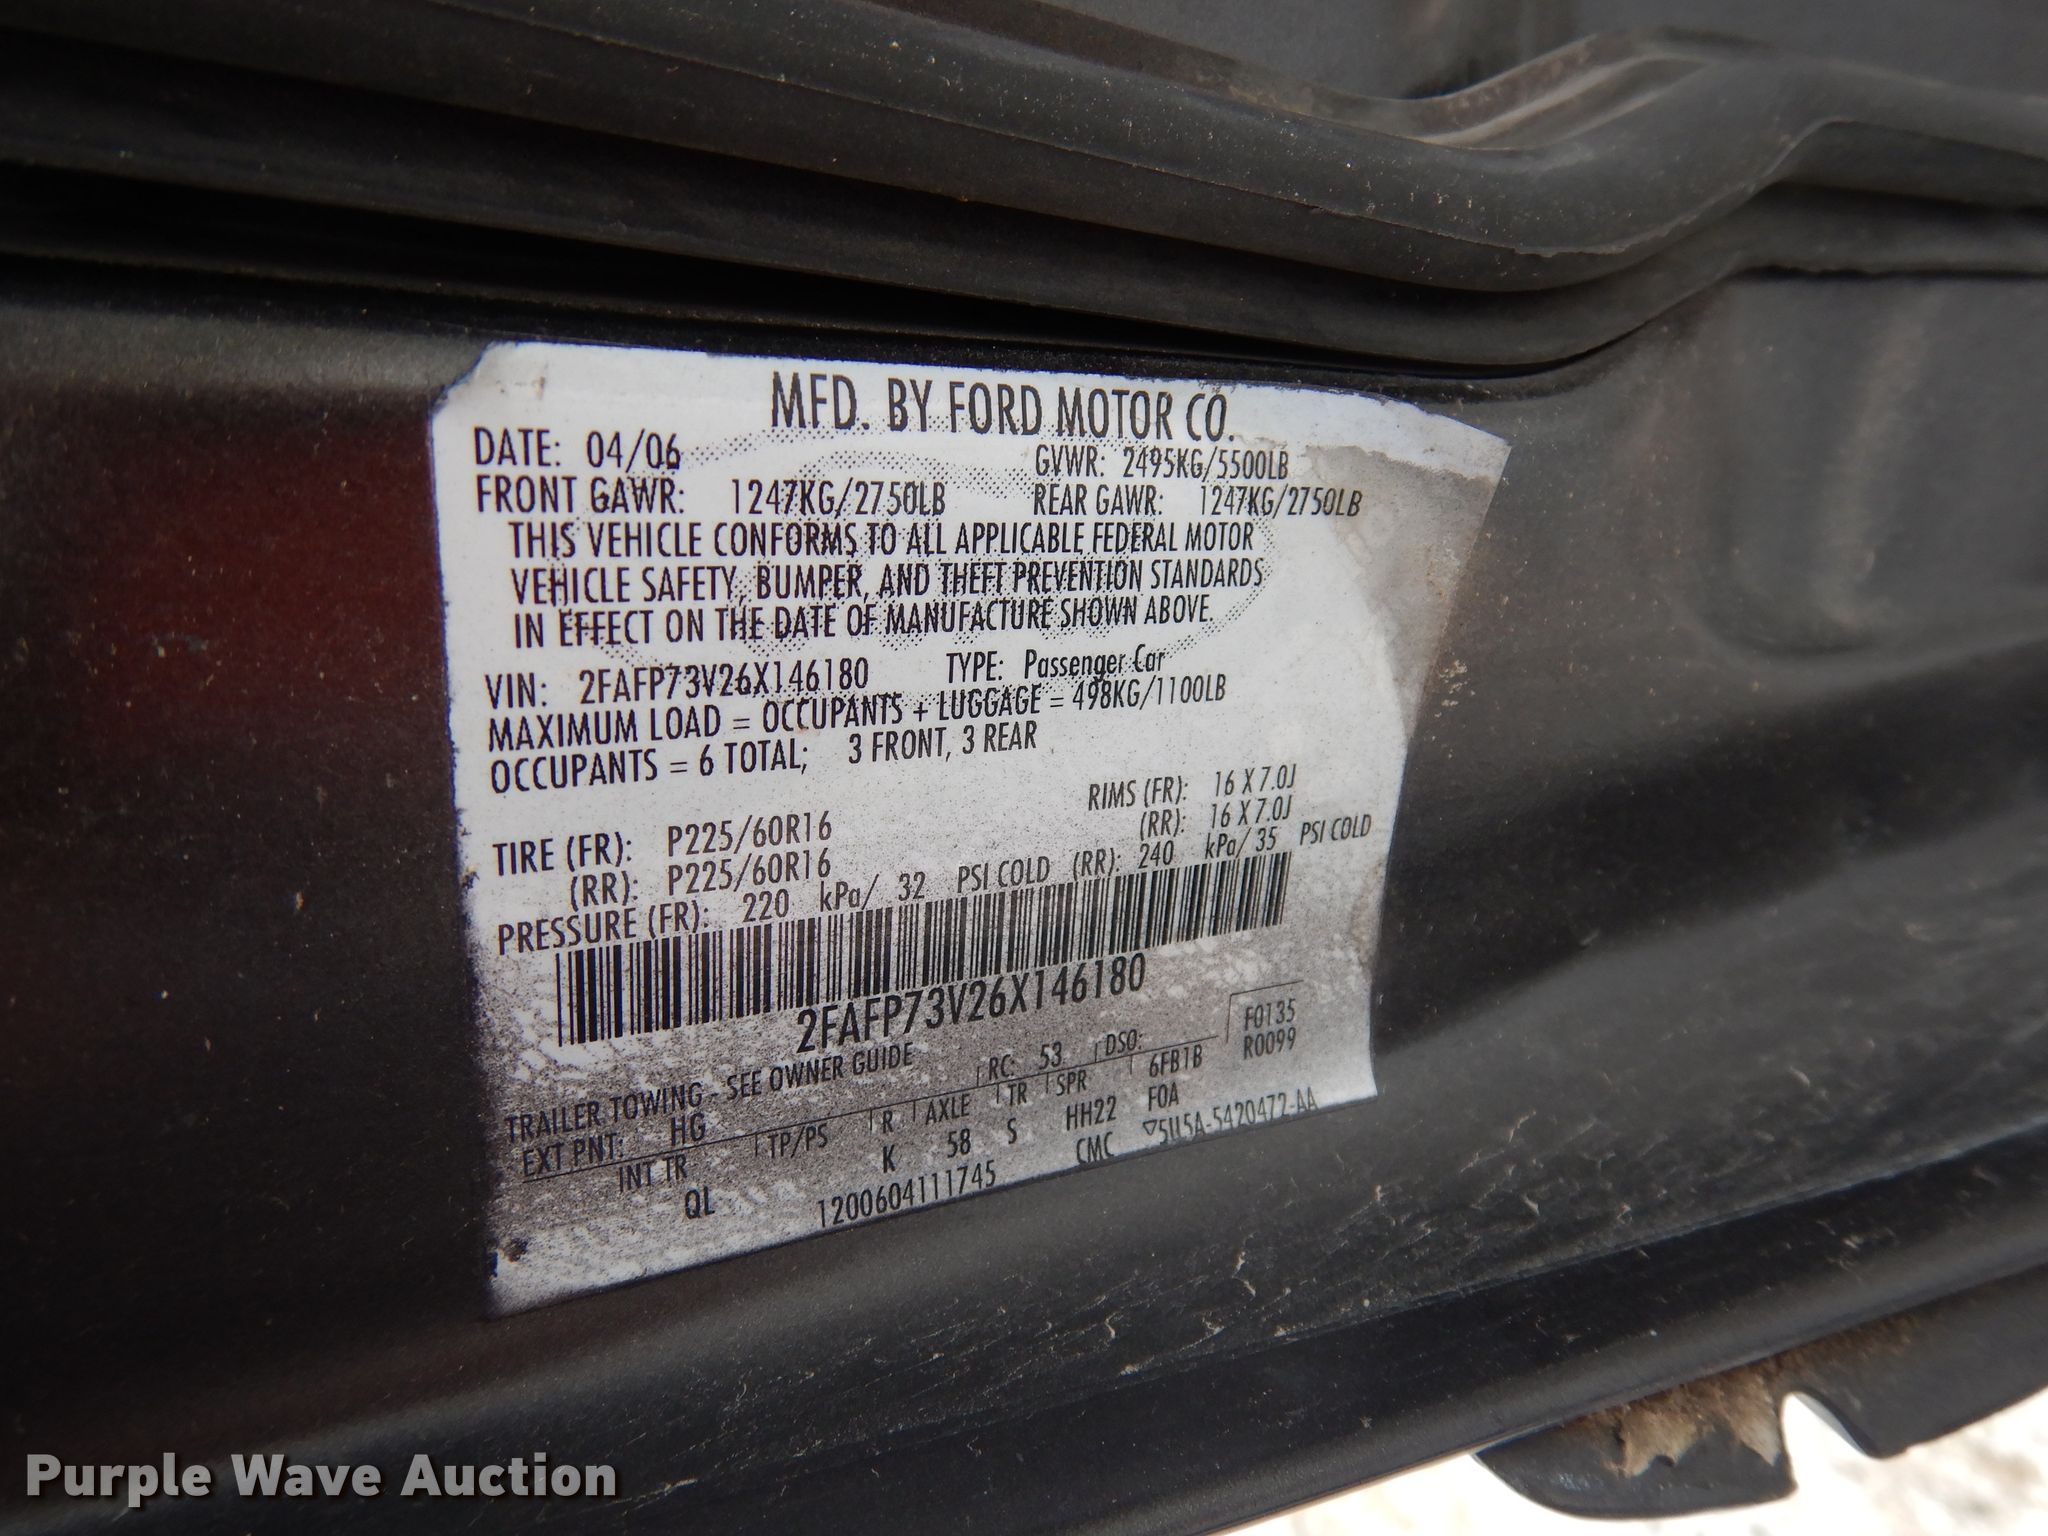 MFD. BY FORD MOTOR CO.
DATE: 04/06 GVWR: 2495KG/5500LB
FRONT GAWR: 1247KG/2750LB REAR GAWR: 1247KG/2750LB
THIS VEHICLE CONFORMS TO ALL APPLICABLE FEDERAL MOTOR
VEHICLE SAFETY, BUMPER, AND THEFT PREVENTION STANDARDS
IN EFFECT ON THE DATE OF MANUFACTURE SHOWN ABOVE.
VIN: 2FAFP73V26X146180 TYPE: Passenger Car
MAXIMUM LOAD = OCCUPANTS + LUGGAGE = 498KG/1100LB
OCCUPANTS = 6 TOTAL; 3 FRONT, 3 REAR
TIRE (FR): P225/60R16 RIMS (FR): 16 X 7.0J
(RR): P225/60R16 (RR): 16 X 7.0J
PRESSURE (FR): 220 kPa/ 32 PSI COLD (RR): 240 kPa/ 35 PSI COLD
2FAFP73V26X146180
F0135
R0099
TRAILER TOWING - SEE OWNER GUIDE
EXT PNT: HG RC: 53 DSO:
INT TR TP/PS R AXLE TR SPR 6FB1B
QL K 58 S HH22 FOA
1200604111745 CMC ▽5U5A-5420472-AA
Purple Wave Auction